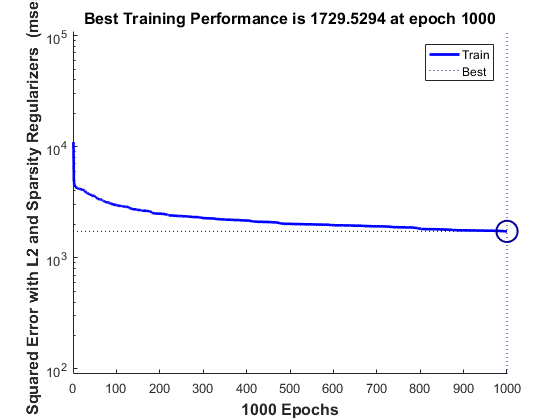 Best Training Performance is 1729.5294 at epoch 1000
Squared Error with L2 and Sparsity Regularizers (mse
10^5
10^4
10^3
10^2
Train
Best
0 100 200 300 400 500 600 700 800 900 1000
1000 Epochs